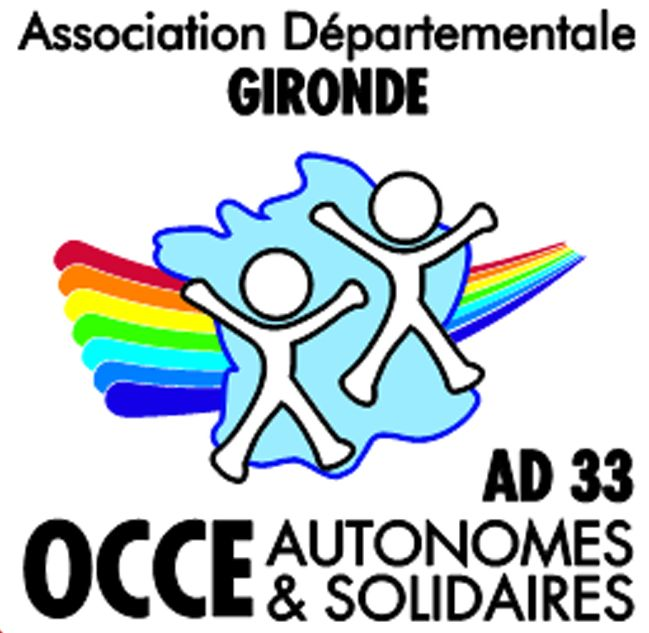 Association Départementale
GIRONDE
AD 33
OCCE AUTONOMES
& SOLIDAIRES